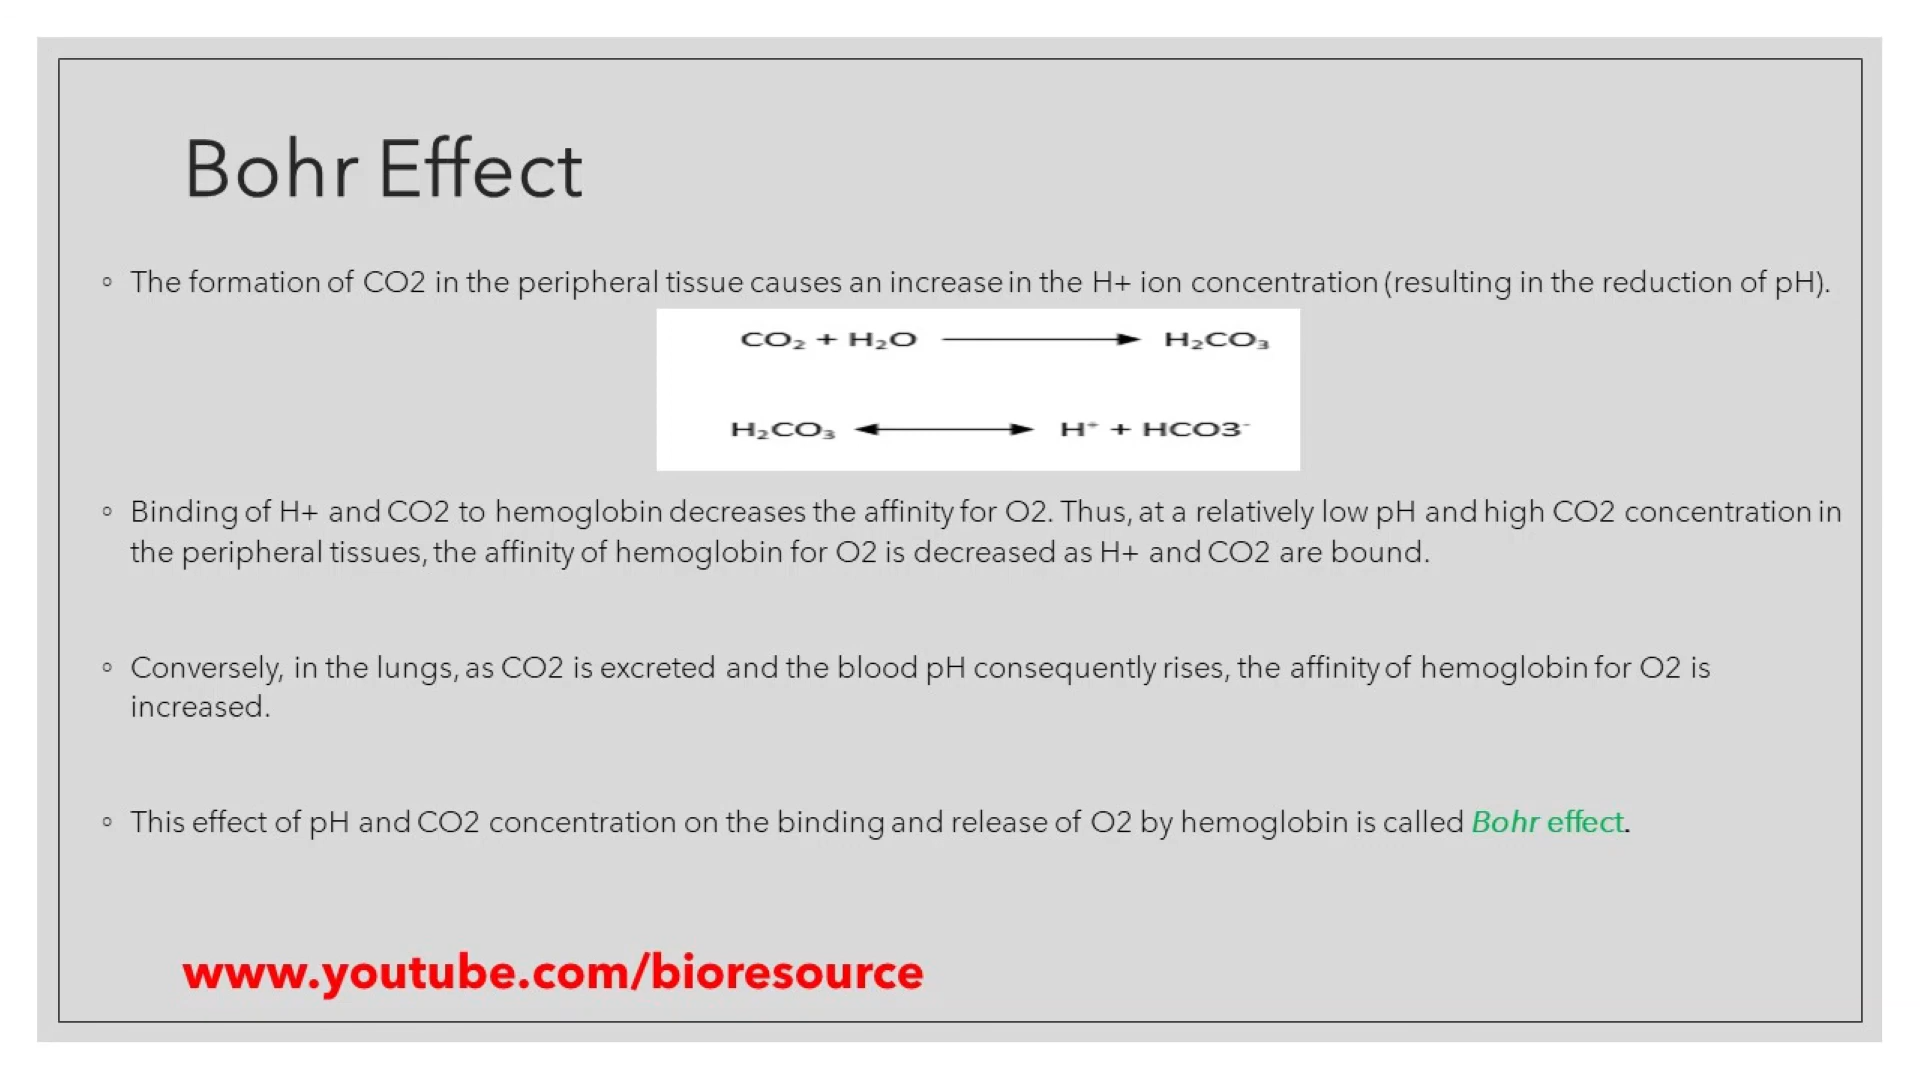 Bohr Effect
◦ The formation of CO2 in the peripheral tissue causes an increase in the H+ ion concentration (resulting in the reduction of pH).
CO₂ + H₂O ⟶ H₂CO₃
H₂CO₃ ⟷ H⁺ + HCO3⁻
◦ Binding of H+ and CO2 to hemoglobin decreases the affinity for O2. Thus, at a relatively low pH and high CO2 concentration in
the peripheral tissues, the affinity of hemoglobin for O2 is decreased as H+ and CO2 are bound.
◦ Conversely, in the lungs, as CO2 is excreted and the blood pH consequently rises, the affinity of hemoglobin for O2 is
increased.
◦ This effect of pH and CO2 concentration on the binding and release of O2 by hemoglobin is called Bohr effect.
www.youtube.com/bioresource